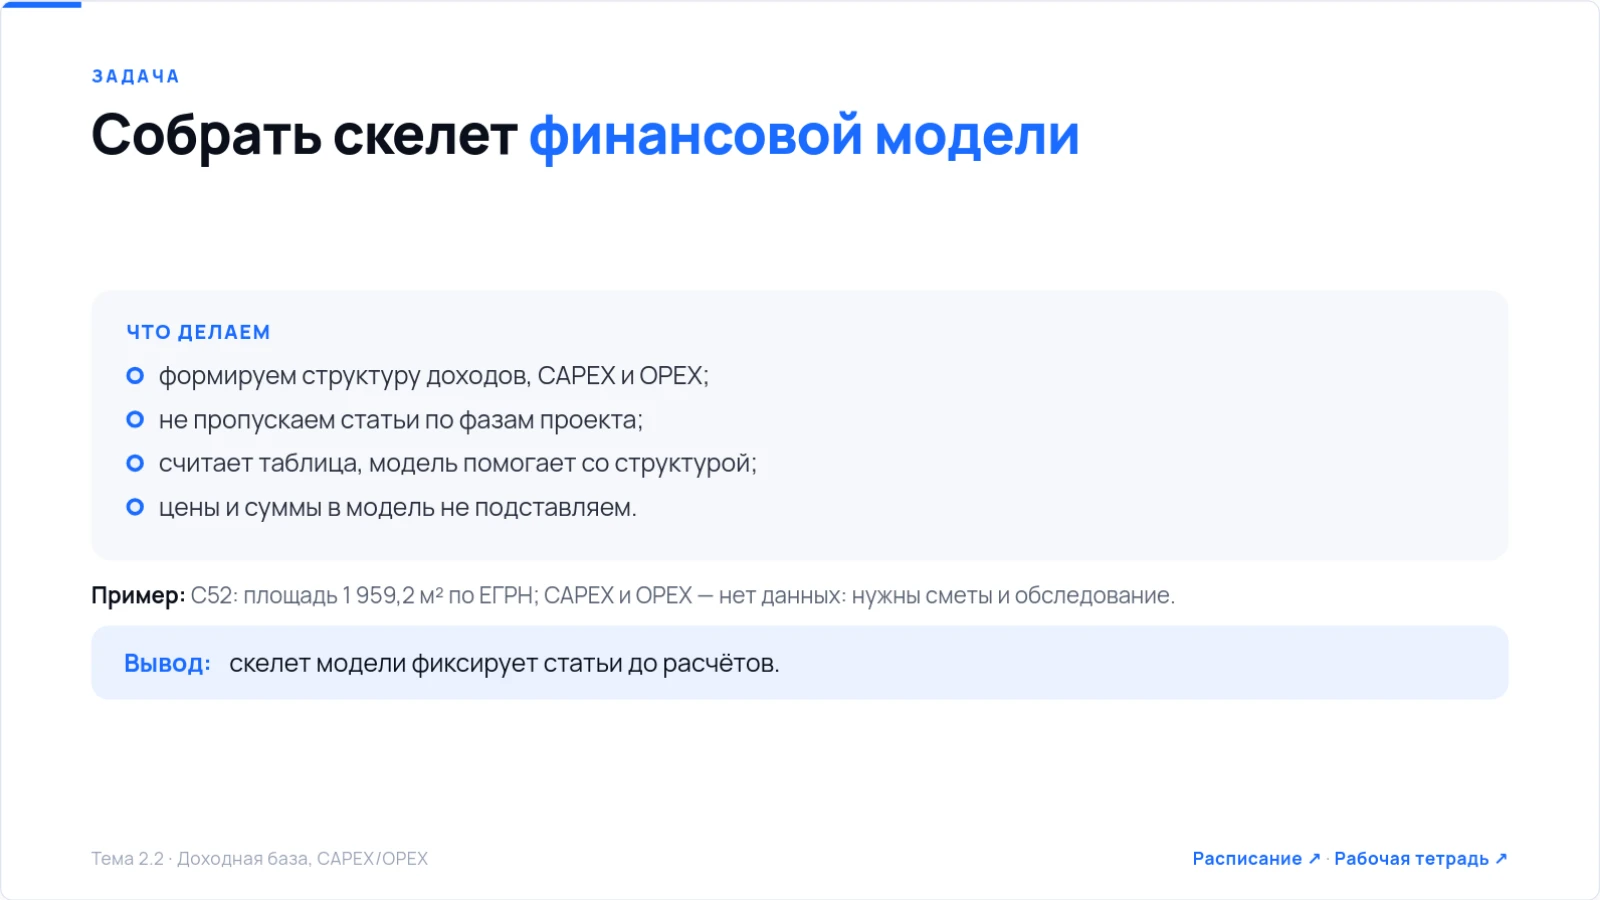 ЗАДАЧА
Собрать скелет финансовой модели
ЧТО ДЕЛАЕМ
формируем структуру доходов, CAPEX и OPEX;
не пропускаем статьи по фазам проекта;
считает таблица, модель помогает со структурой;
цены и суммы в модель не подставляем.
Пример: С52: площадь 1 959,2 м² по ЕГРН; CAPEX и OPEX — нет данных: нужны сметы и обследование.
Вывод: скелет модели фиксирует статьи до расчётов.
Тема 2.2 · Доходная база, CAPEX/OPEX
Расписание ↗ · Рабочая тетрадь ↗